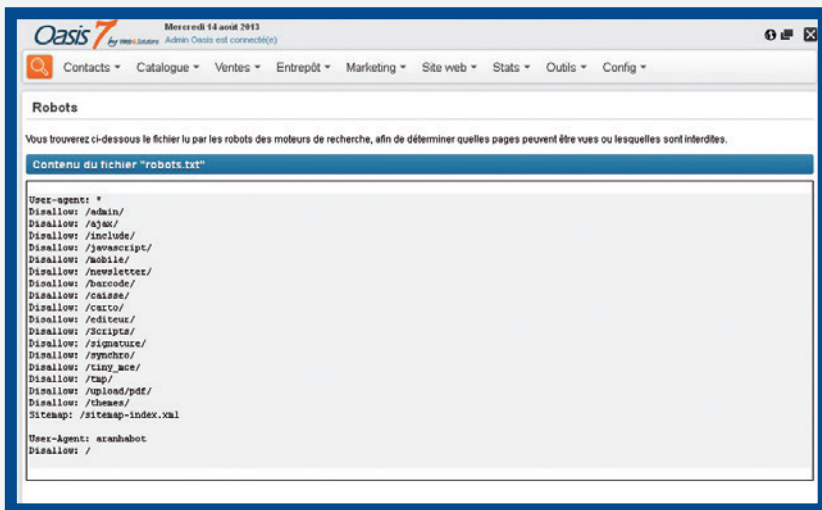 Oasis 7 by Web4Solutions
Mercredi 14 août 2013
Admin Oasis est connecté(e)
Contacts Catalogue Ventes Entrepôt Marketing Site web Stats Outils Config
Robots
Vous trouverez ci-dessous le fichier lu par les robots des moteurs de recherche, afin de déterminer quelles pages peuvent être vues ou lesquelles sont interdites.
Contenu du fichier "robots.txt"
User-agent: *
Disallow: /admin/
Disallow: /ajax/
Disallow: /include/
Disallow: /javascript/
Disallow: /mobile/
Disallow: /newsletter/
Disallow: /barcode/
Disallow: /caisse/
Disallow: /carto/
Disallow: /editeur/
Disallow: /Scripts/
Disallow: /signature/
Disallow: /synchro/
Disallow: /tiny_mce/
Disallow: /tmp/
Disallow: /upload/pdf/
Disallow: /themes/
Sitemap: /sitemap-index.xml
User-Agent: aranhabot
Disallow: /